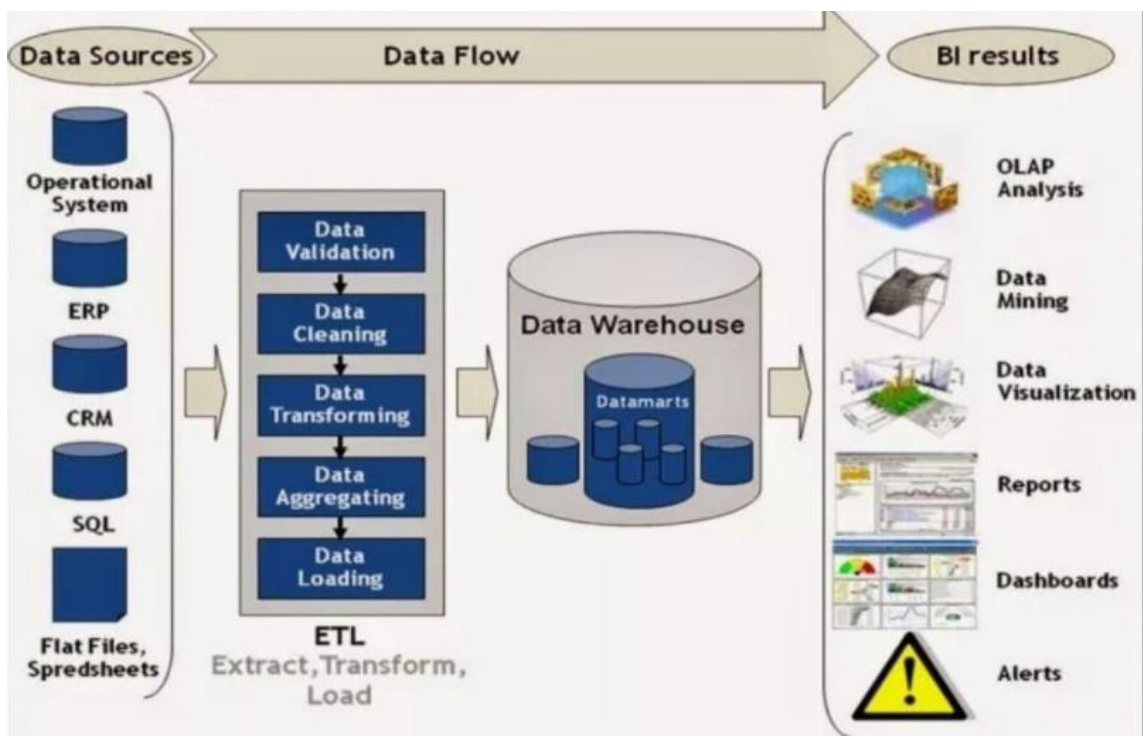 Data Sources
Data Flow
BI results
Operational
System
ERP
CRM
SQL
Flat Files,
Spredsheets
Data
Validation
Data
Cleaning
Data
Transforming
Data
Aggregating
Data
Loading
ETL
Extract,Transform,
Load
Data Warehouse
Datamarts
OLAP
Analysis
Data
Mining
Data
Visualization
Reports
Dashboards
Alerts